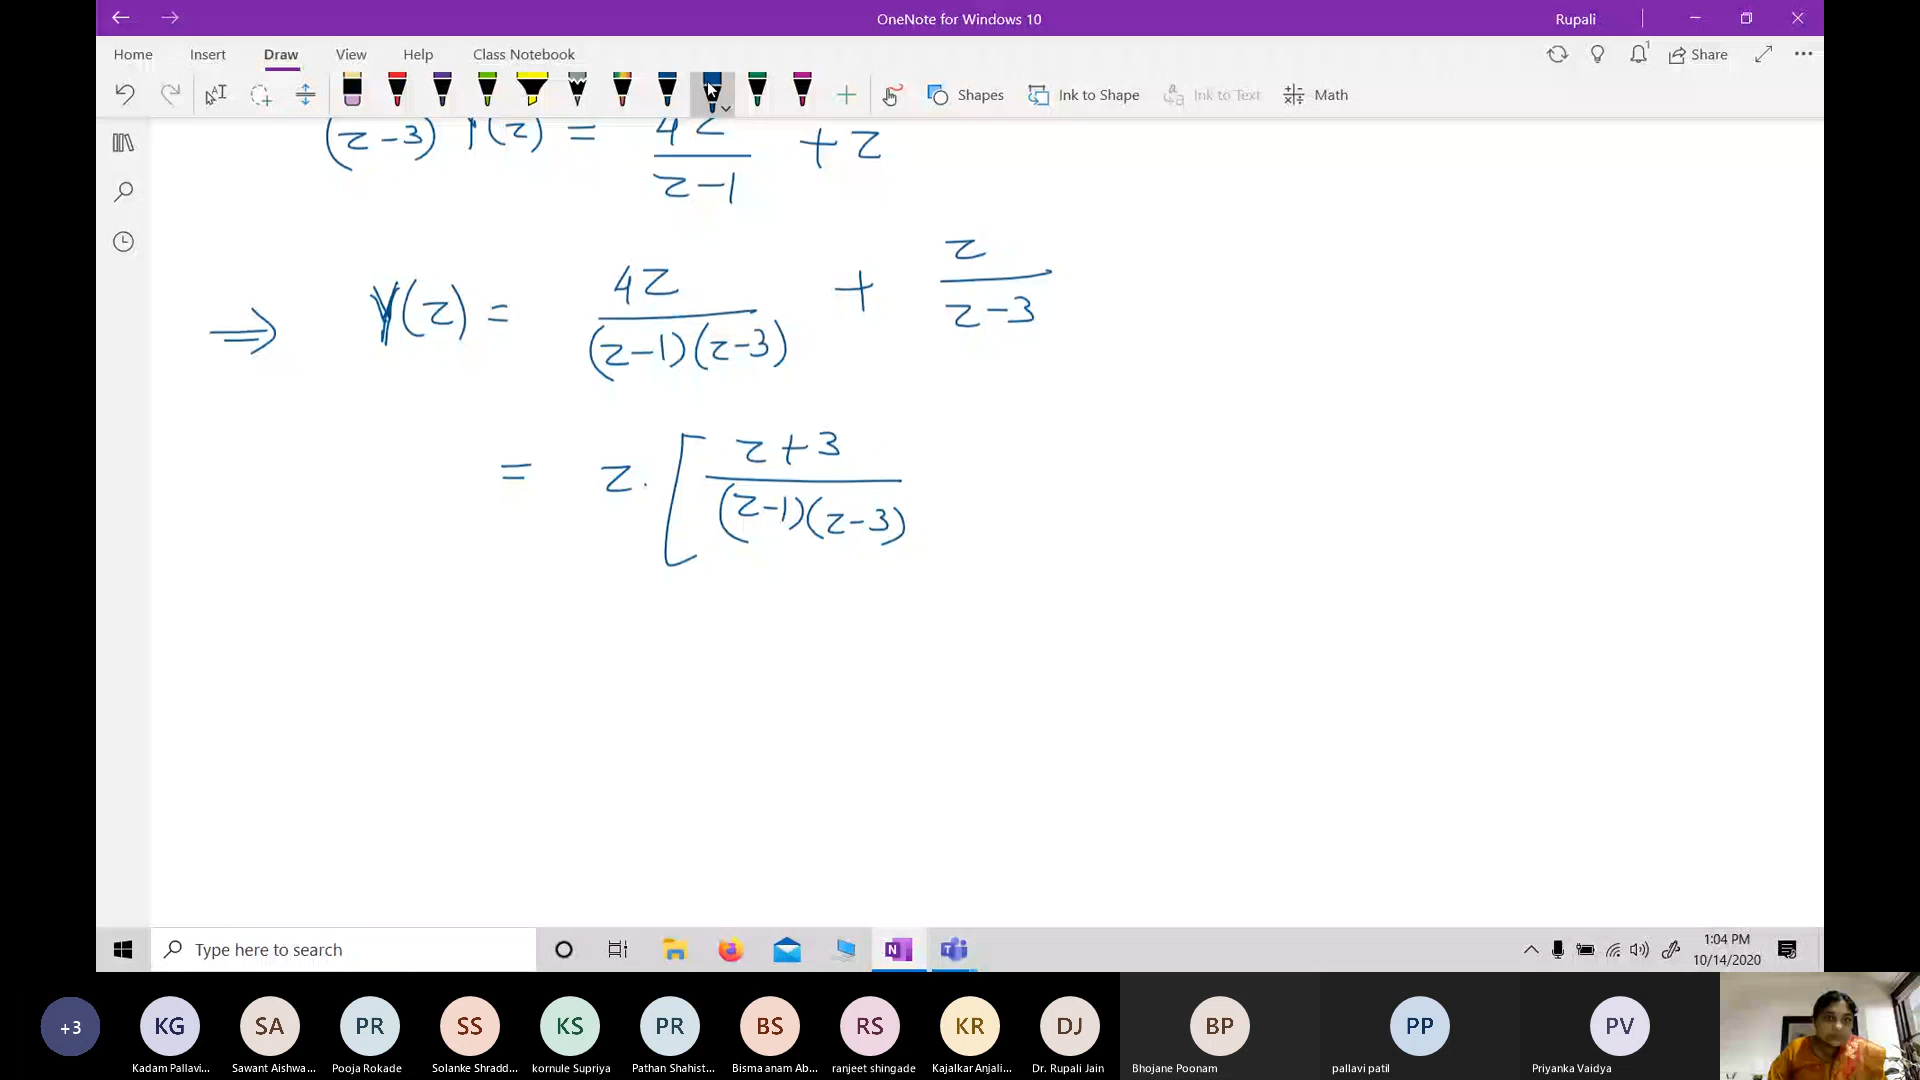 OneNote for Windows 10
Rupali
Home Insert Draw View Help Class Notebook
Share
Shapes Ink to Shape Ink to Text Math
(z-3) Y(z) = 4z/(z-1) + z
⇒ Y(z) = 4z/((z-1)(z-3)) + z/(z-3)
= z. [ (z+3)/((z-1)(z-3))
Type here to search
1:04 PM
10/14/2020
+3 KG SA PR SS KS PR BS RS KR DJ BP PP PV
Kadam Pallavi... Sawant Aishwa... Pooja Rokade Solanke Shradd... kornule Supriya Pathan Shahist... Bisma anam Ab... ranjeet shingade Kajalkar Anjali... Dr. Rupali Jain Bhojane Poonam pallavi patil Priyanka Vaidya